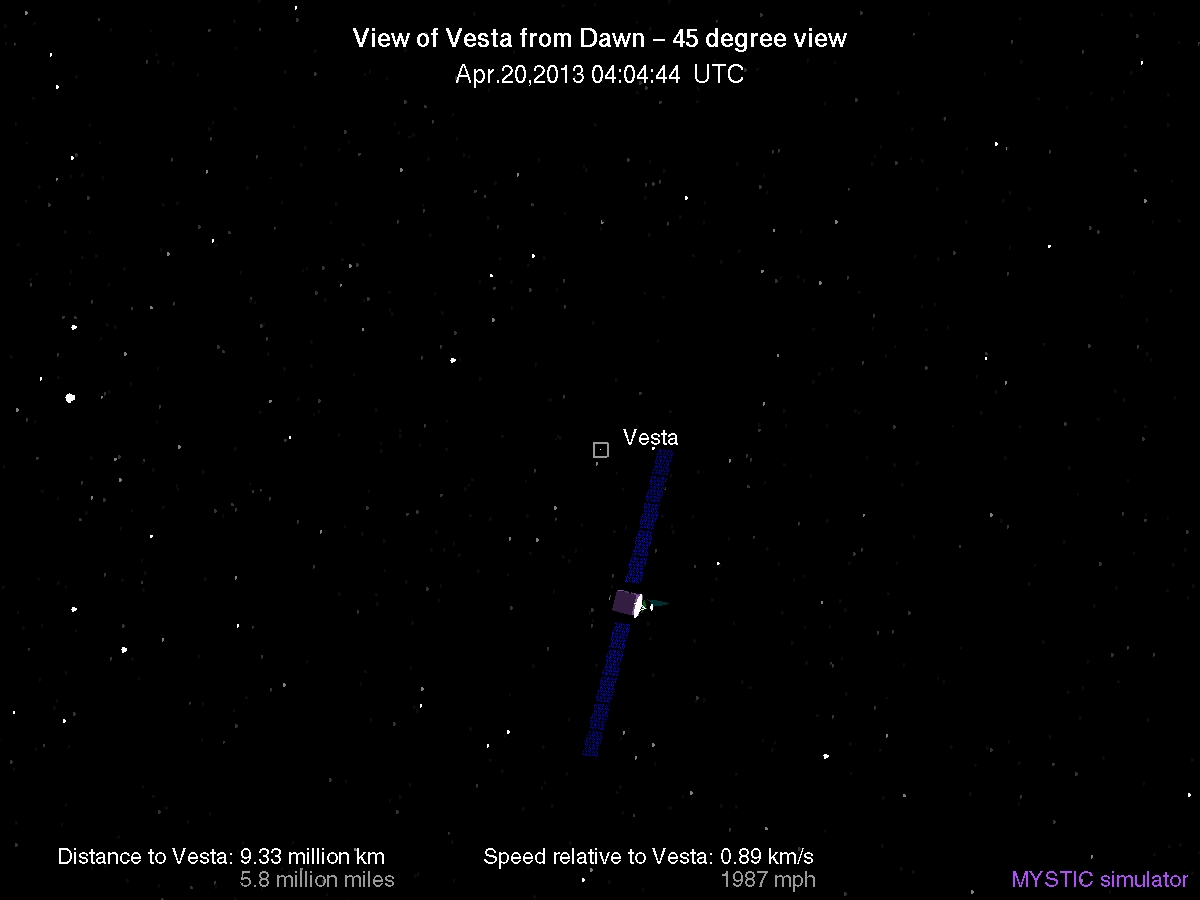 View of Vesta from Dawn – 45 degree view
Apr.20,2013 04:04:44 UTC
Vesta
Distance to Vesta: 9.33 million km
5.8 million miles
Speed relative to Vesta: 0.89 km/s
1987 mph
MYSTIC simulator